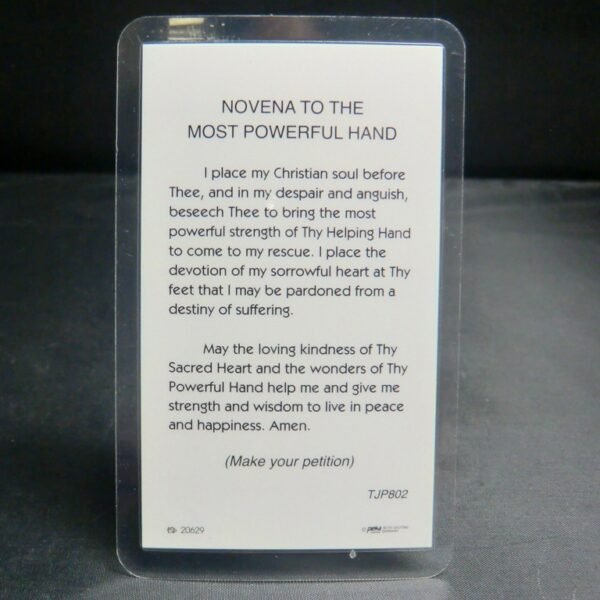 NOVENA TO THE
MOST POWERFUL HAND
I place my Christian soul before
Thee, and in my despair and anguish,
beseech Thee to bring the most
powerful strength of Thy Helping Hand
to come to my rescue. I place the
devotion of my sorrowful heart at Thy
feet that I may be pardoned from a
destiny of suffering.
May the loving kindness of Thy
Sacred Heart and the wonders of Thy
Powerful Hand help me and give me
strength and wisdom to live in peace
and happiness. Amen.
(Make your petition)
TJP802
20629